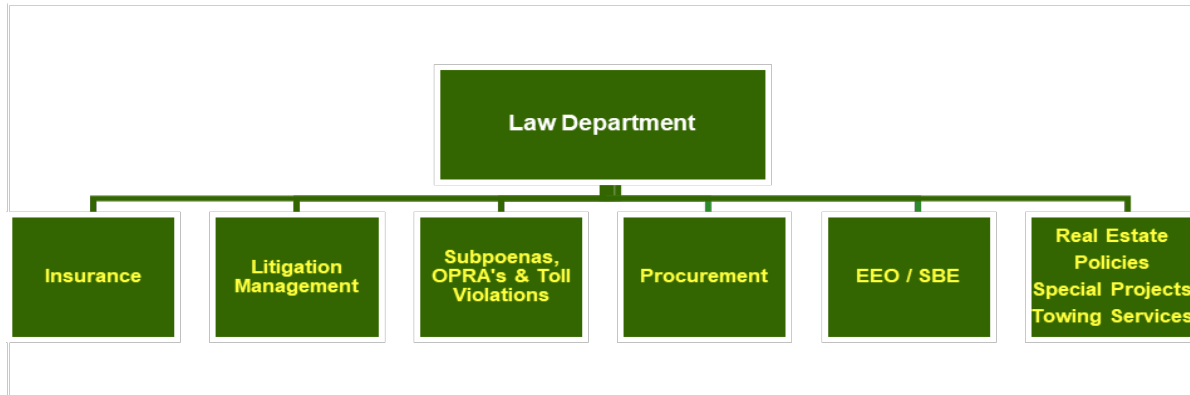 Law Department
Insurance
Litigation
Management
Subpoenas,
OPRA's & Toll
Violations
Procurement
EEO / SBE
Real Estate
Policies
Special Projects
Towing Services